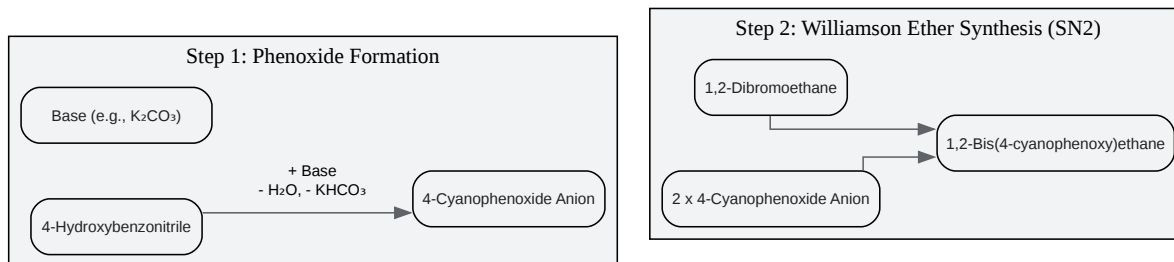 Step 1: Phenoxide Formation
Base (e.g., K₂CO₃)
+ Base
- H₂O, - KHCO₃
4-Hydroxybenzonitrile
4-Cyanophenoxide Anion
Step 2: Williamson Ether Synthesis (SN2)
1,2-Dibromoethane
1,2-Bis(4-cyanophenoxy)ethane
2 x 4-Cyanophenoxide Anion